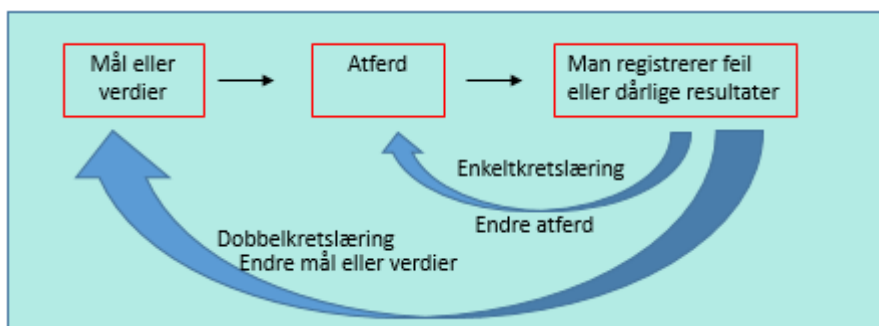 Mål eller
verdier
Atferd
Man registrerer feil
eller dårlige resultater
Enkeltkretslæring
Endre atferd
Dobbelkretslæring
Endre mål eller verdier